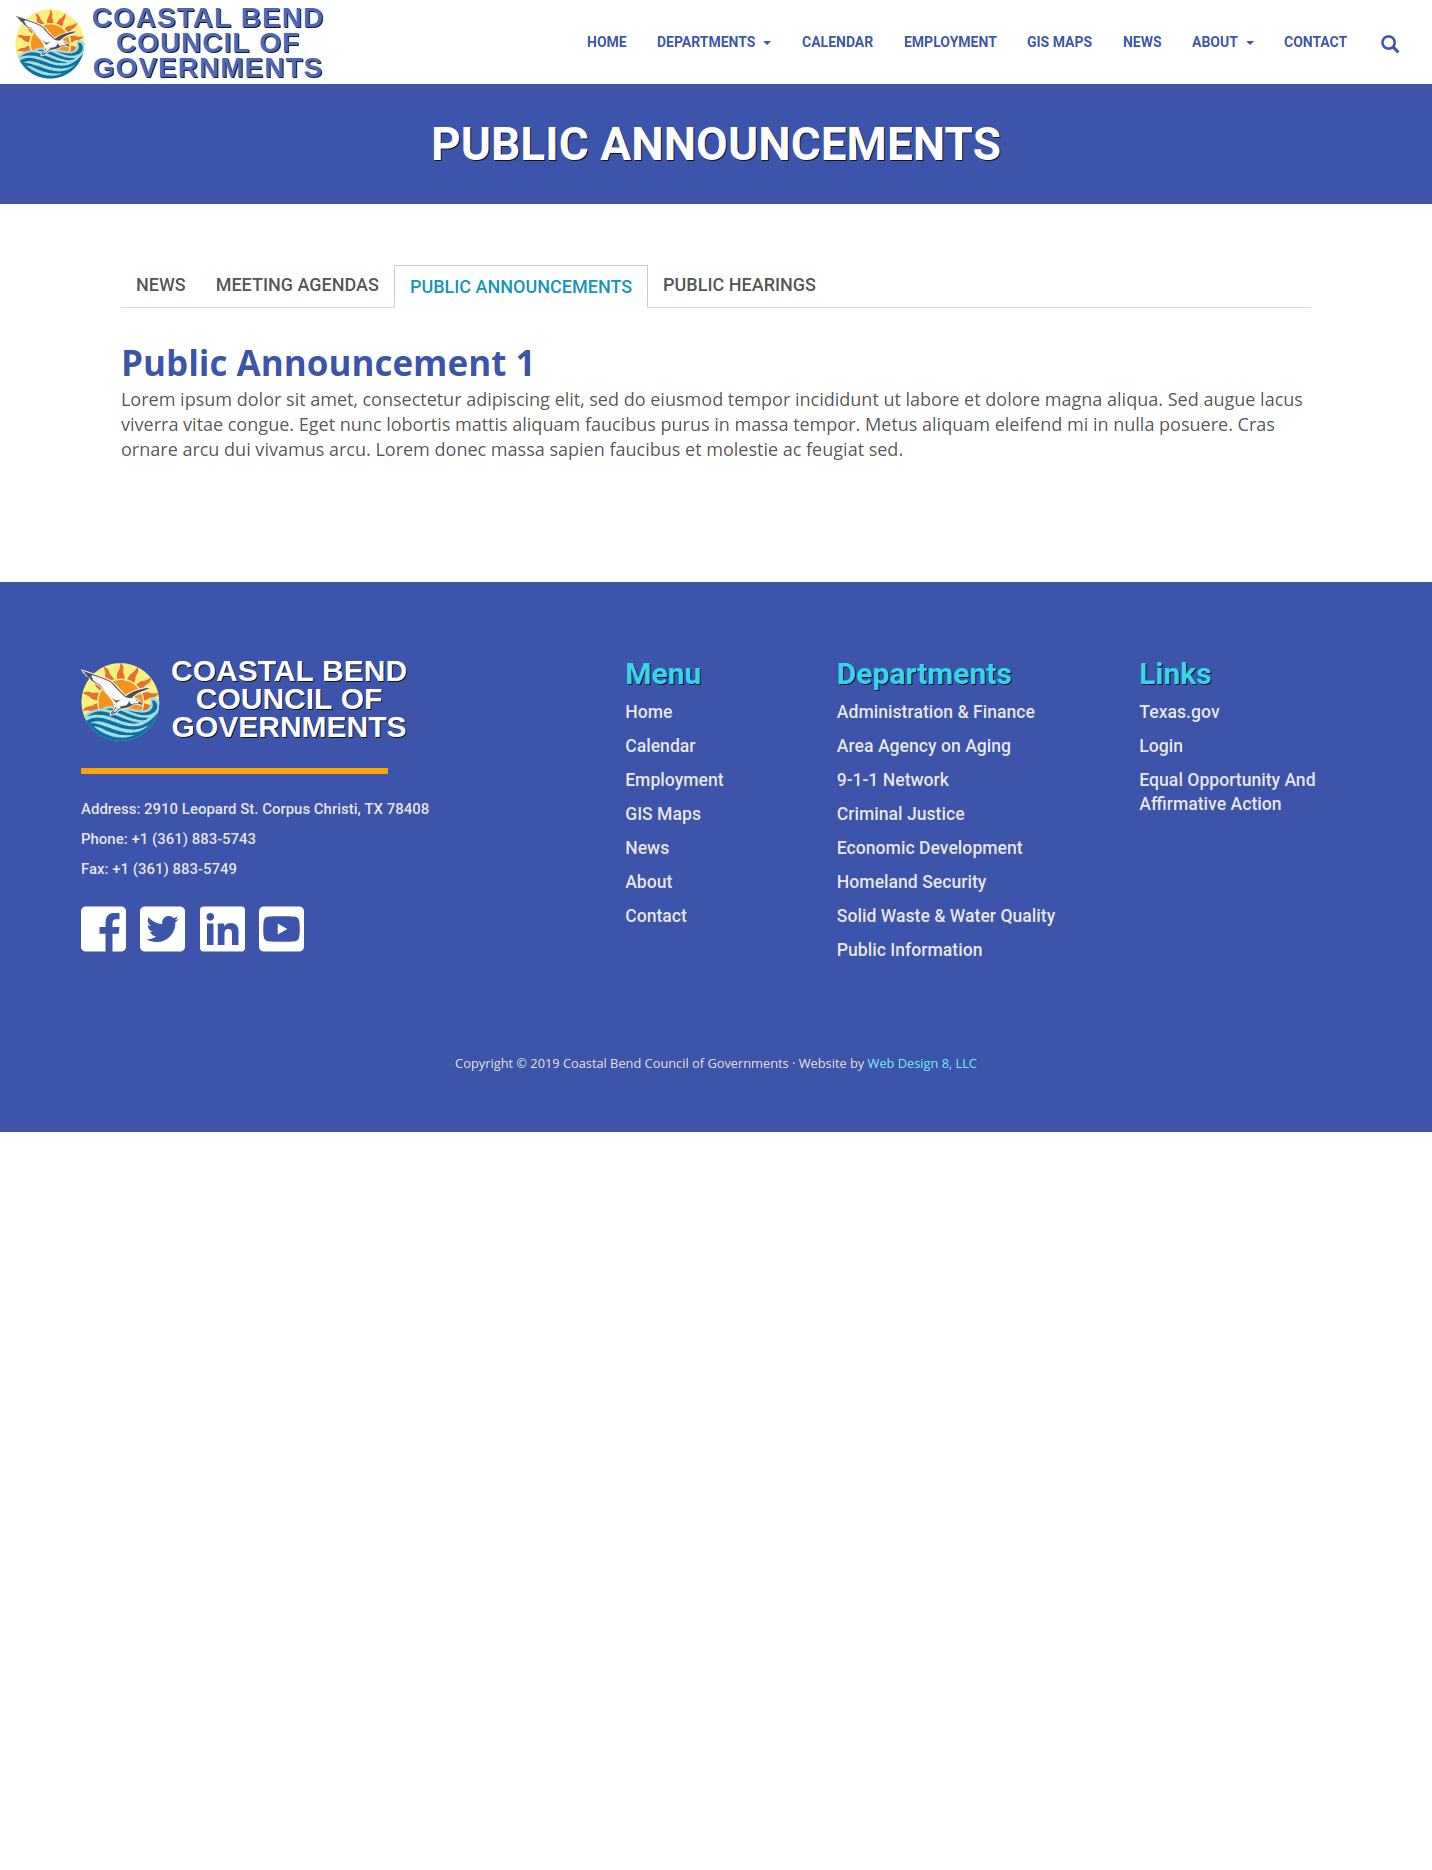 COASTAL BEND
COUNCIL OF
GOVERNMENTS
HOME DEPARTMENTS CALENDAR EMPLOYMENT GIS MAPS NEWS ABOUT CONTACT
PUBLIC ANNOUNCEMENTS
NEWS MEETING AGENDAS PUBLIC ANNOUNCEMENTS PUBLIC HEARINGS
Public Announcement 1
Lorem ipsum dolor sit amet, consectetur adipiscing elit, sed do eiusmod tempor incididunt ut labore et dolore magna aliqua. Sed augue lacus
viverra vitae congue. Eget nunc lobortis mattis aliquam faucibus purus in massa tempor. Metus aliquam eleifend mi in nulla posuere. Cras
ornare arcu dui vivamus arcu. Lorem donec massa sapien faucibus et molestie ac feugiat sed.
COASTAL BEND
COUNCIL OF
GOVERNMENTS
Address: 2910 Leopard St. Corpus Christi, TX 78408
Phone: +1 (361) 883-5743
Fax: +1 (361) 883-5749
Menu
Home
Calendar
Employment
GIS Maps
News
About
Contact
Departments
Administration & Finance
Area Agency on Aging
9-1-1 Network
Criminal Justice
Economic Development
Homeland Security
Solid Waste & Water Quality
Public Information
Links
Texas.gov
Login
Equal Opportunity And
Affirmative Action
Copyright © 2019 Coastal Bend Council of Governments · Website by Web Design 8, LLC